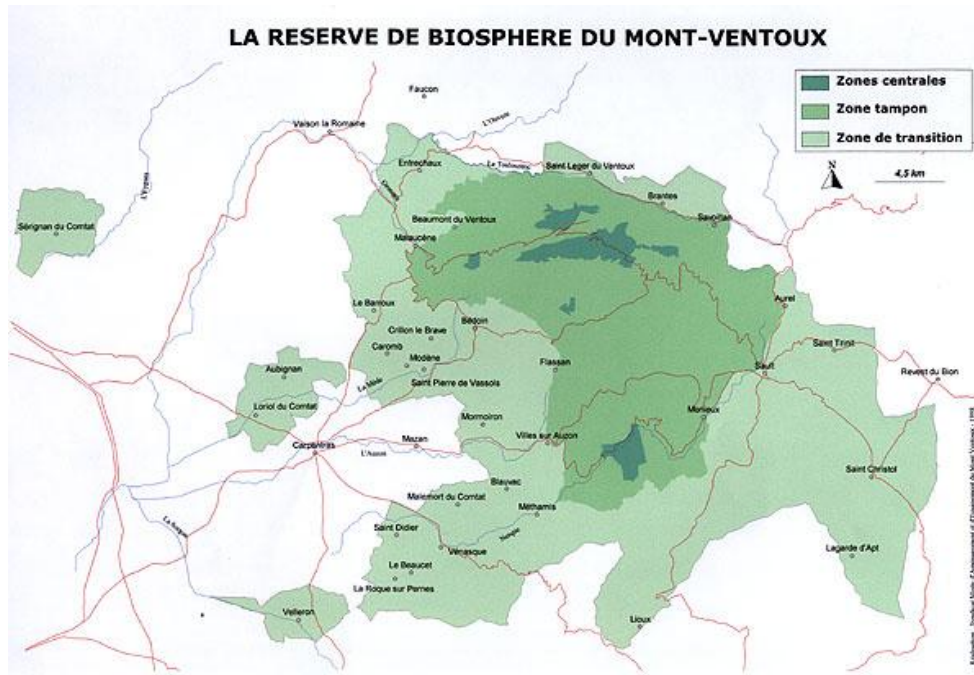 LA RESERVE DE BIOSPHERE DU MONT-VENTOUX
Zones centrales
Zone tampon
Zone de transition
N
4,5 km
Faucon
Vaison la Romaine
L'Ouvèze
Entrechaux
Le Toulourenc
Saint Leger du Ventoux
Brantes
Savoillan
Sérignan du Comtat
Beaumont du Ventoux
Malaucène
Aurel
Le Barroux
Bédoin
Crillon le Brave
Caromb
Modène
Saint Trinit
Flassan
Sault
Revest du Bion
Aubignan
La Mède
Saint Pierre de Vassols
Loriol du Comtat
Mormoiron
Monieux
Villes sur Auzon
Carpentras
Mazan
L'Auzon
Saint Christol
Blauvac
Malemort du Comtat
Méthamis
Saint Didier
Nesque
Vénasque
Lagarde d'Apt
Le Beaucet
La Roque sur Pernes
Velleron
Lioux